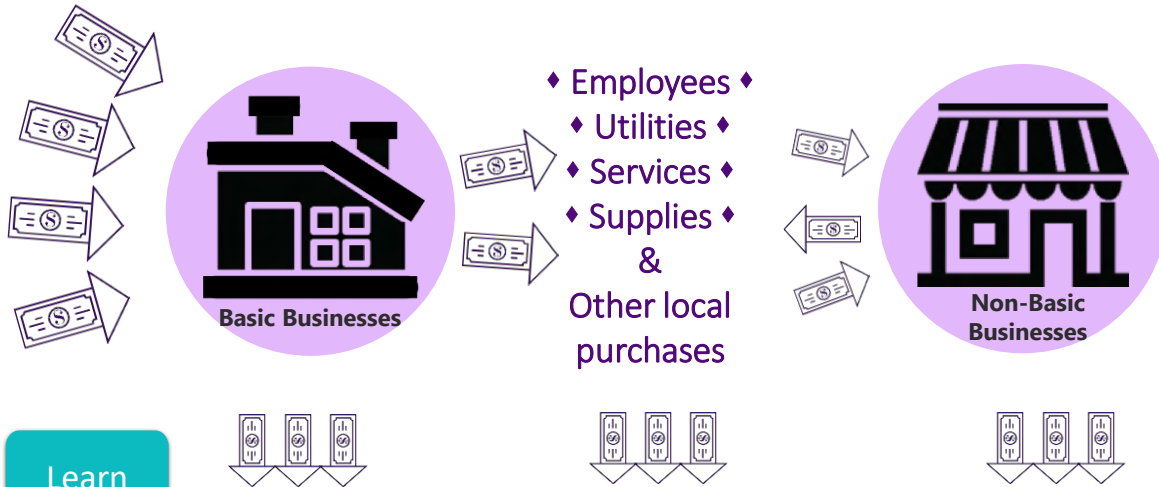 ♦ Employees ♦
♦ Utilities ♦
♦ Services ♦
♦ Supplies ♦
&
Other local
purchases
Basic Businesses
Non-Basic
Businesses
Learn